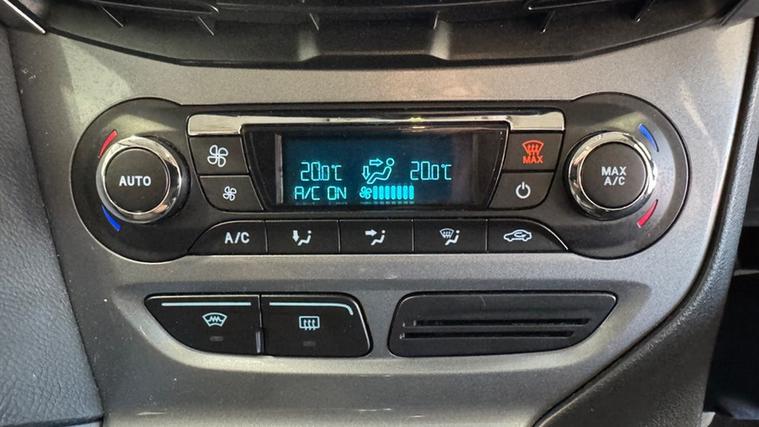 20.0°C 20.0°C
A/C ON
MAX
AUTO
MAX
A/C
A/C